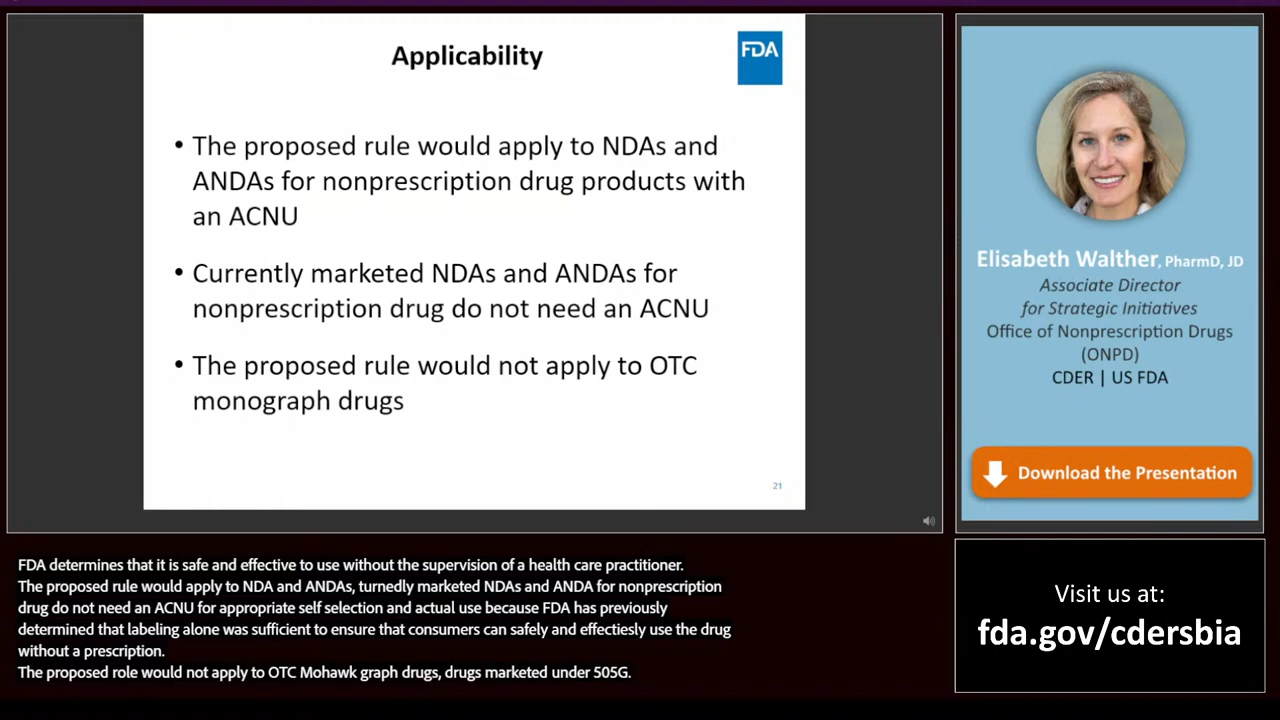 Applicability
FDA
• The proposed rule would apply to NDAs and
ANDAs for nonprescription drug products with
an ACNU
• Currently marketed NDAs and ANDAs for
nonprescription drug do not need an ACNU
• The proposed rule would not apply to OTC
monograph drugs
21
Elisabeth Walther, PharmD, JD
Associate Director
for Strategic Initiatives
Office of Nonprescription Drugs
(ONPD)
CDER | US FDA
Download the Presentation
FDA determines that it is safe and effective to use without the supervision of a health care practitioner.
The proposed rule would apply to NDA and ANDAs, turnedly marketed NDAs and ANDA for nonprescription
drug do not need an ACNU for appropriate self selection and actual use because FDA has previously
determined that labeling alone was sufficient to ensure that consumers can safely and effectiesly use the drug
without a prescription.
The proposed role would not apply to OTC Mohawk graph drugs, drugs marketed under 505G.
Visit us at:
fda.gov/cdersbia